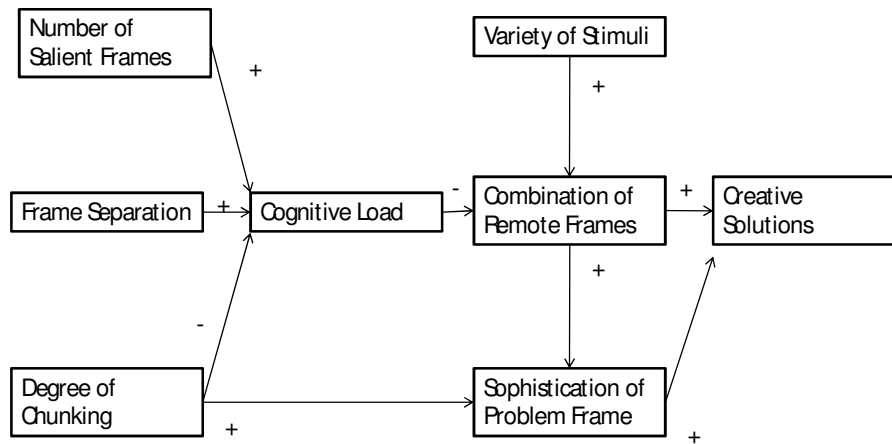 Number of
Salient Frames
Variety of Stimuli
+
+
Frame Separation
+
Cognitive Load
-
Combination of
Remote Frames
+
Creative
Solutions
+
-
Degree of
Chunking
+
Sophistication of
Problem Frame
+